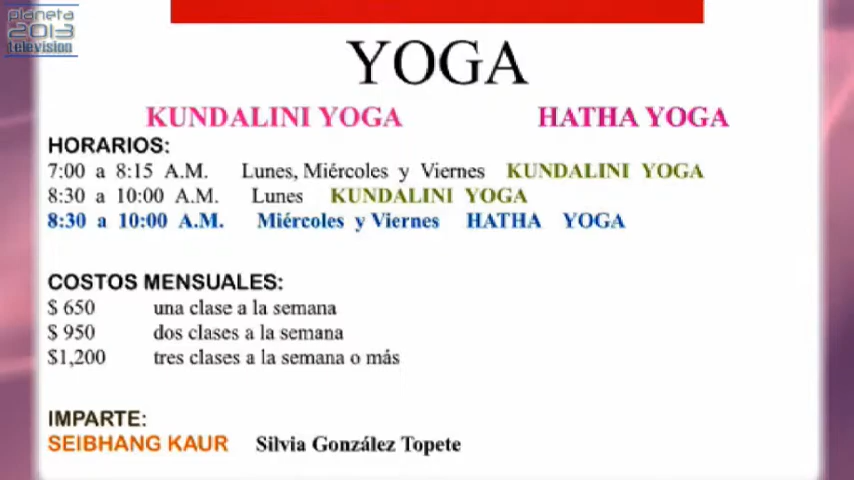 planeta
2013
television
YOGA
KUNDALINI YOGA HATHA YOGA
HORARIOS:
7:00 a 8:15 A.M. Lunes, Miércoles y Viernes KUNDALINI YOGA
8:30 a 10:00 A.M. Lunes KUNDALINI YOGA
8:30 a 10:00 A.M. Miércoles y Viernes HATHA YOGA
COSTOS MENSUALES:
$ 650 una clase a la semana
$ 950 dos clases a la semana
$1,200 tres clases a la semana o más
IMPARTE:
SEIBHANG KAUR Silvia González Topete